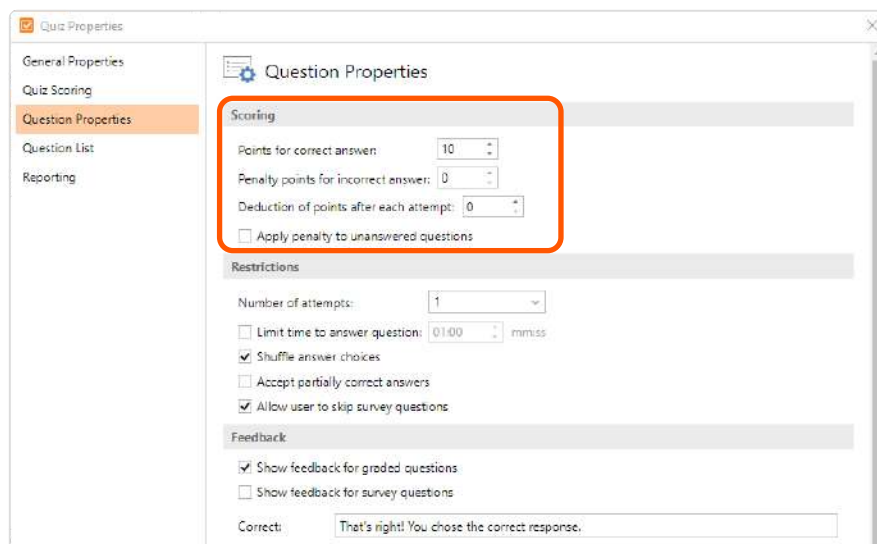 Quiz Properties
General Properties
Quiz Scoring
Question Properties
Question List
Reporting
Question Properties
Scoring
Points for correct answer: 10
Penalty points for incorrect answer: 0
Deduction of points after each attempt: 0
Apply penalty to unanswered questions
Restrictions
Number of attempts: 1
Limit time to answer question: 01:00 mm:ss
Shuffle answer choices
Accept partially correct answers
Allow user to skip survey questions
Feedback
Show feedback for graded questions
Show feedback for survey questions
Correct: That's right! You chose the correct response.